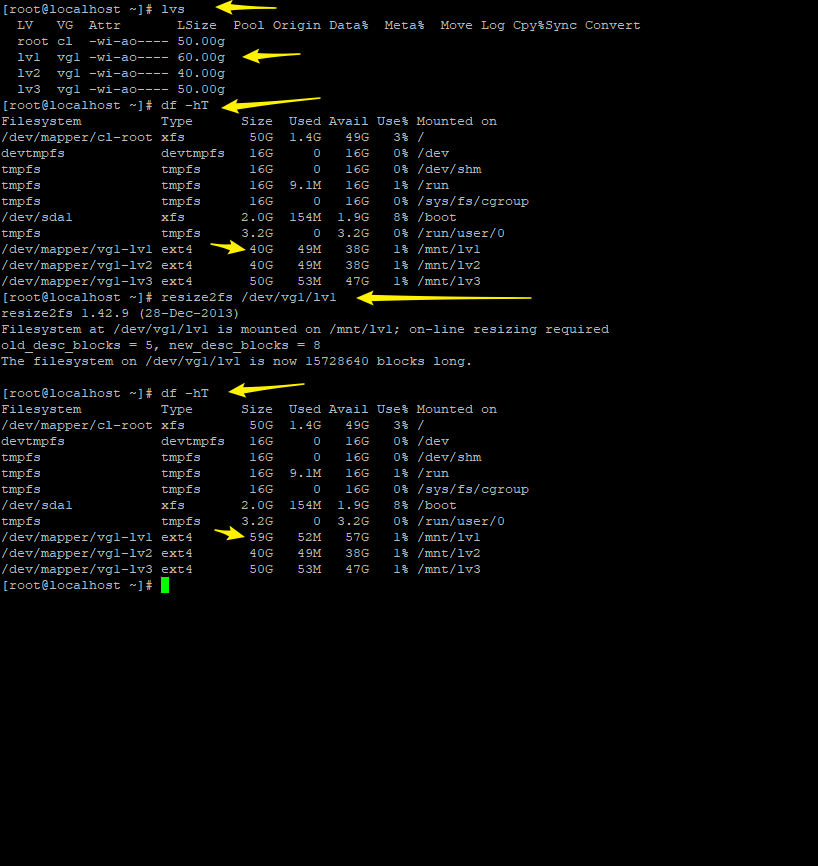 [root@localhost ~]# lvs
  LV   VG  Attr       LSize  Pool Origin Data%  Meta%  Move Log Cpy%Sync Convert
  root cl  -wi-ao---- 50.00g
  lv1  vg1 -wi-ao---- 60.00g
  lv2  vg1 -wi-ao---- 40.00g
  lv3  vg1 -wi-ao---- 50.00g
[root@localhost ~]# df -hT
Filesystem          Type      Size  Used Avail Use% Mounted on
/dev/mapper/cl-root xfs        50G  1.4G   49G   3% /
devtmpfs            devtmpfs   16G     0   16G   0% /dev
tmpfs               tmpfs      16G     0   16G   0% /dev/shm
tmpfs               tmpfs      16G  9.1M   16G   1% /run
tmpfs               tmpfs      16G     0   16G   0% /sys/fs/cgroup
/dev/sda1           xfs       2.0G  154M  1.9G   8% /boot
tmpfs               tmpfs     3.2G     0  3.2G   0% /run/user/0
/dev/mapper/vg1-lv1 ext4       40G   49M   38G   1% /mnt/lv1
/dev/mapper/vg1-lv2 ext4       40G   49M   38G   1% /mnt/lv2
/dev/mapper/vg1-lv3 ext4       50G   53M   47G   1% /mnt/lv3
[root@localhost ~]# resize2fs /dev/vg1/lv1
resize2fs 1.42.9 (28-Dec-2013)
Filesystem at /dev/vg1/lv1 is mounted on /mnt/lv1; on-line resizing required
old_desc_blocks = 5, new_desc_blocks = 8
The filesystem on /dev/vg1/lv1 is now 15728640 blocks long.

[root@localhost ~]# df -hT
Filesystem          Type      Size  Used Avail Use% Mounted on
/dev/mapper/cl-root xfs        50G  1.4G   49G   3% /
devtmpfs            devtmpfs   16G     0   16G   0% /dev
tmpfs               tmpfs      16G     0   16G   0% /dev/shm
tmpfs               tmpfs      16G  9.1M   16G   1% /run
tmpfs               tmpfs      16G     0   16G   0% /sys/fs/cgroup
/dev/sda1           xfs       2.0G  154M  1.9G   8% /boot
tmpfs               tmpfs     3.2G     0  3.2G   0% /run/user/0
/dev/mapper/vg1-lv1 ext4       59G   52M   57G   1% /mnt/lv1
/dev/mapper/vg1-lv2 ext4       40G   49M   38G   1% /mnt/lv2
/dev/mapper/vg1-lv3 ext4       50G   53M   47G   1% /mnt/lv3
[root@localhost ~]#